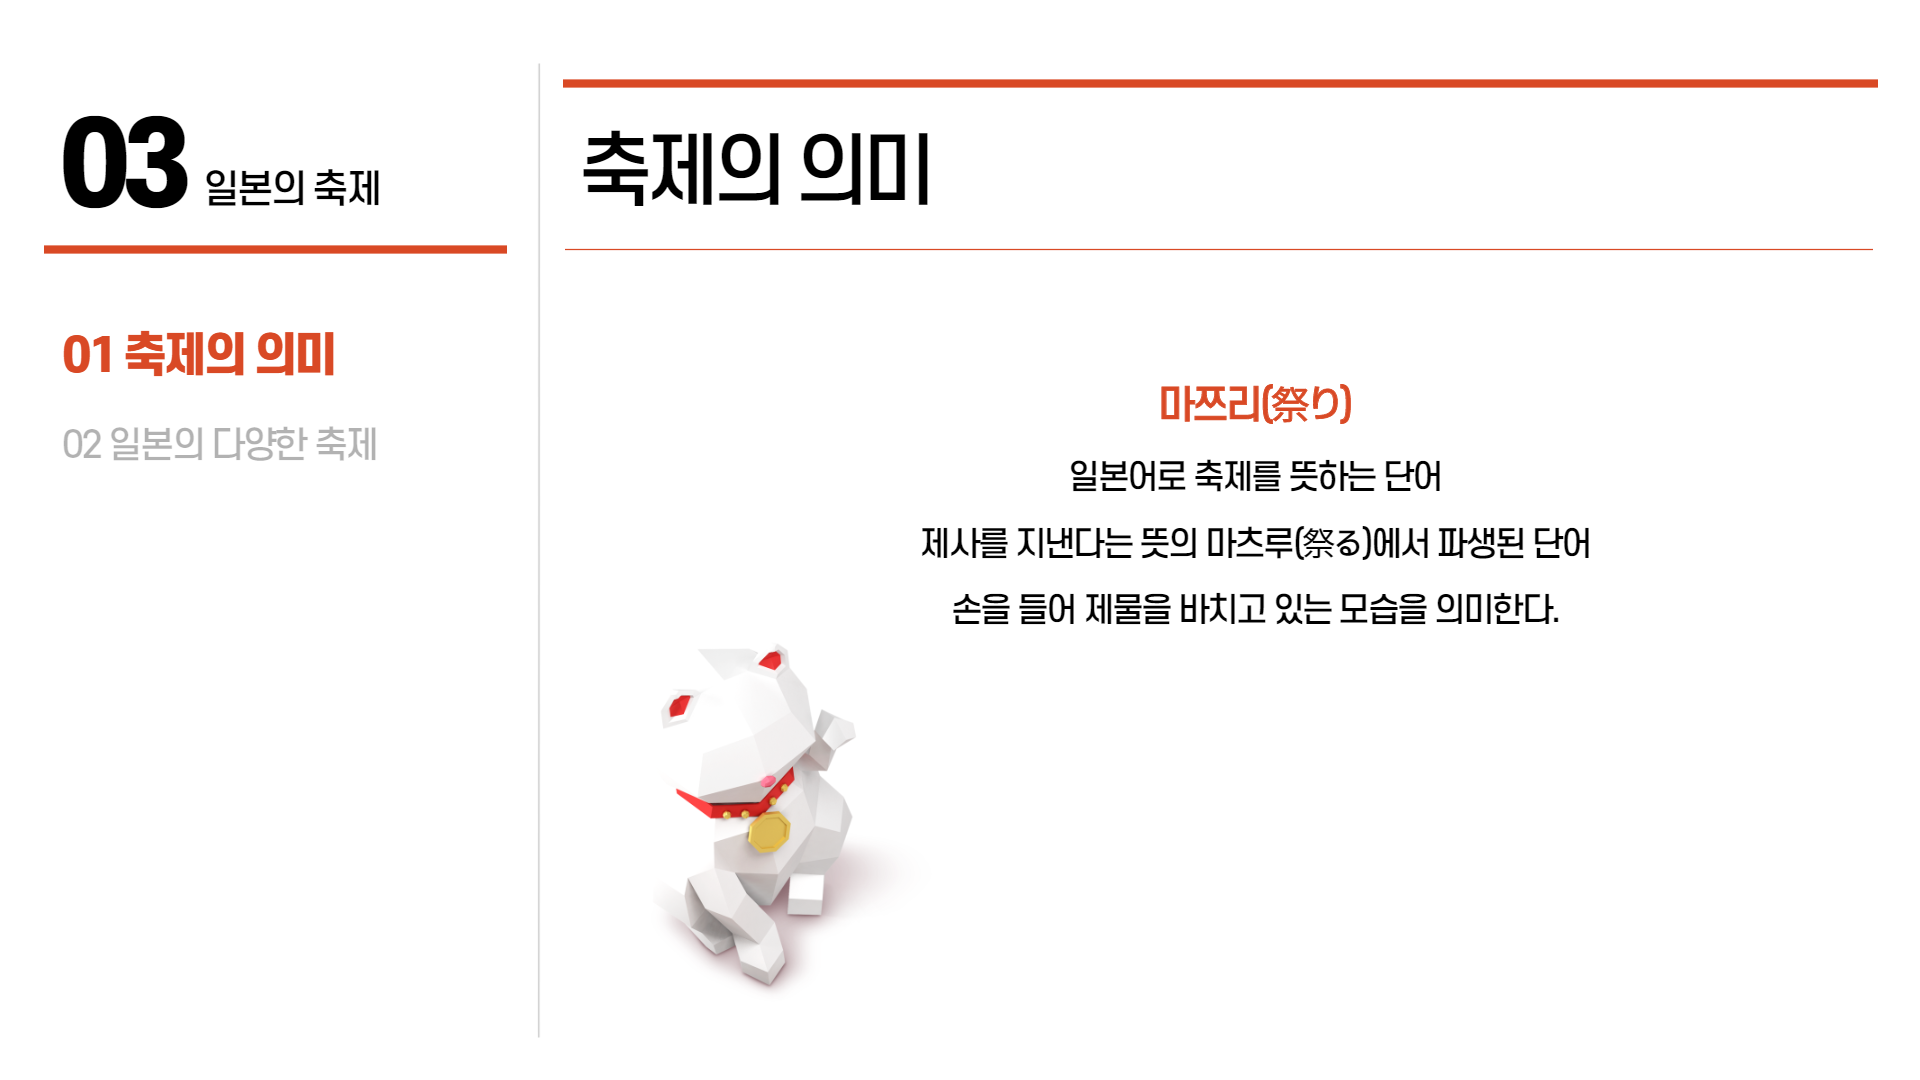 03 일본의 축제
01 축제의 의미
02 일본의 다양한 축제
축제의 의미
마쯔리(祭り)
일본어로 축제를 뜻하는 단어
제사를 지낸다는 뜻의 마츠루(祭る)에서 파생된 단어
손을 들어 제물을 바치고 있는 모습을 의미한다.